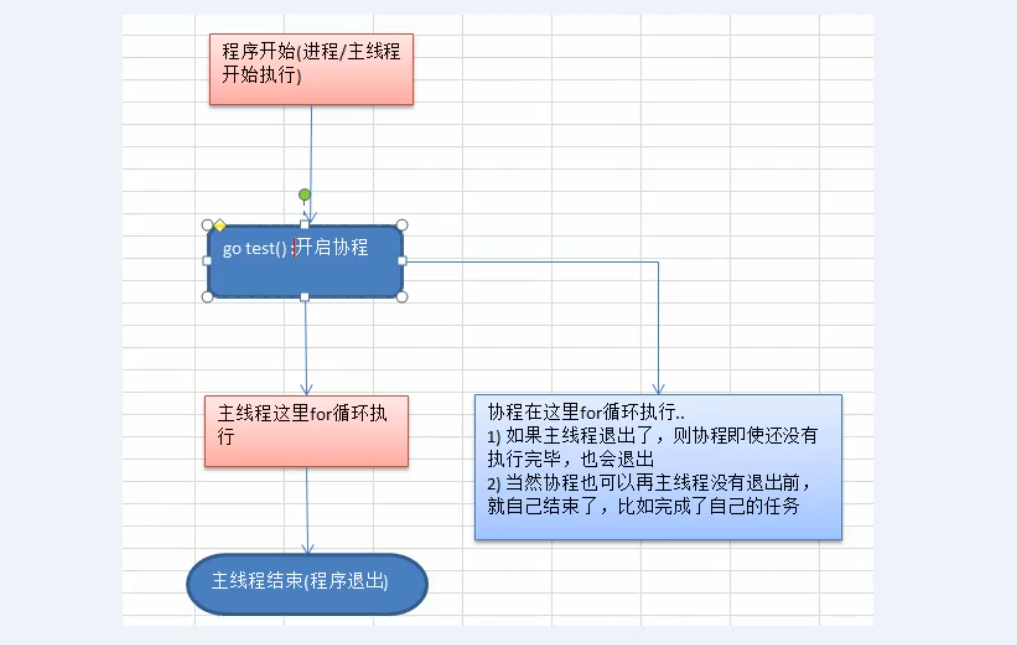 程序开始(进程/主线程
开始执行)
go test() :开启协程
主线程这里for循环执
行
协程在这里for循环执行..
1) 如果主线程退出了，则协程即使还没有
执行完毕，也会退出
2) 当然协程也可以再主线程没有退出前，
就自己结束了，比如完成了自己的任务
主线程结束(程序退出)